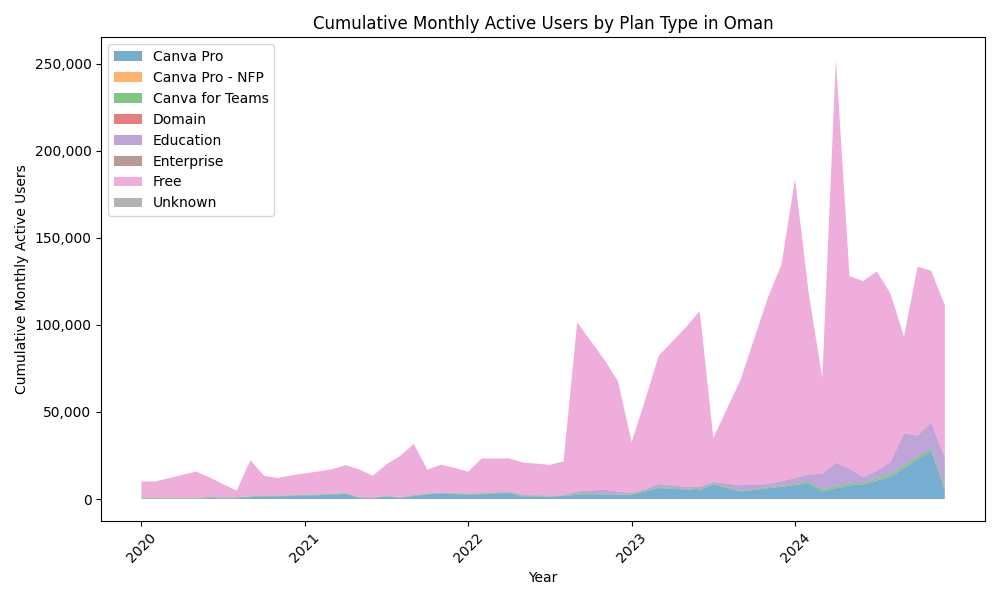 Cumulative Monthly Active Users by Plan Type in Oman
Cumulative Monthly Active Users
250,000
200,000
150,000
100,000
50,000
0
Canva Pro
Canva Pro - NFP
Canva for Teams
Domain
Education
Enterprise
Free
Unknown
2020
2021
2022
2023
2024
Year